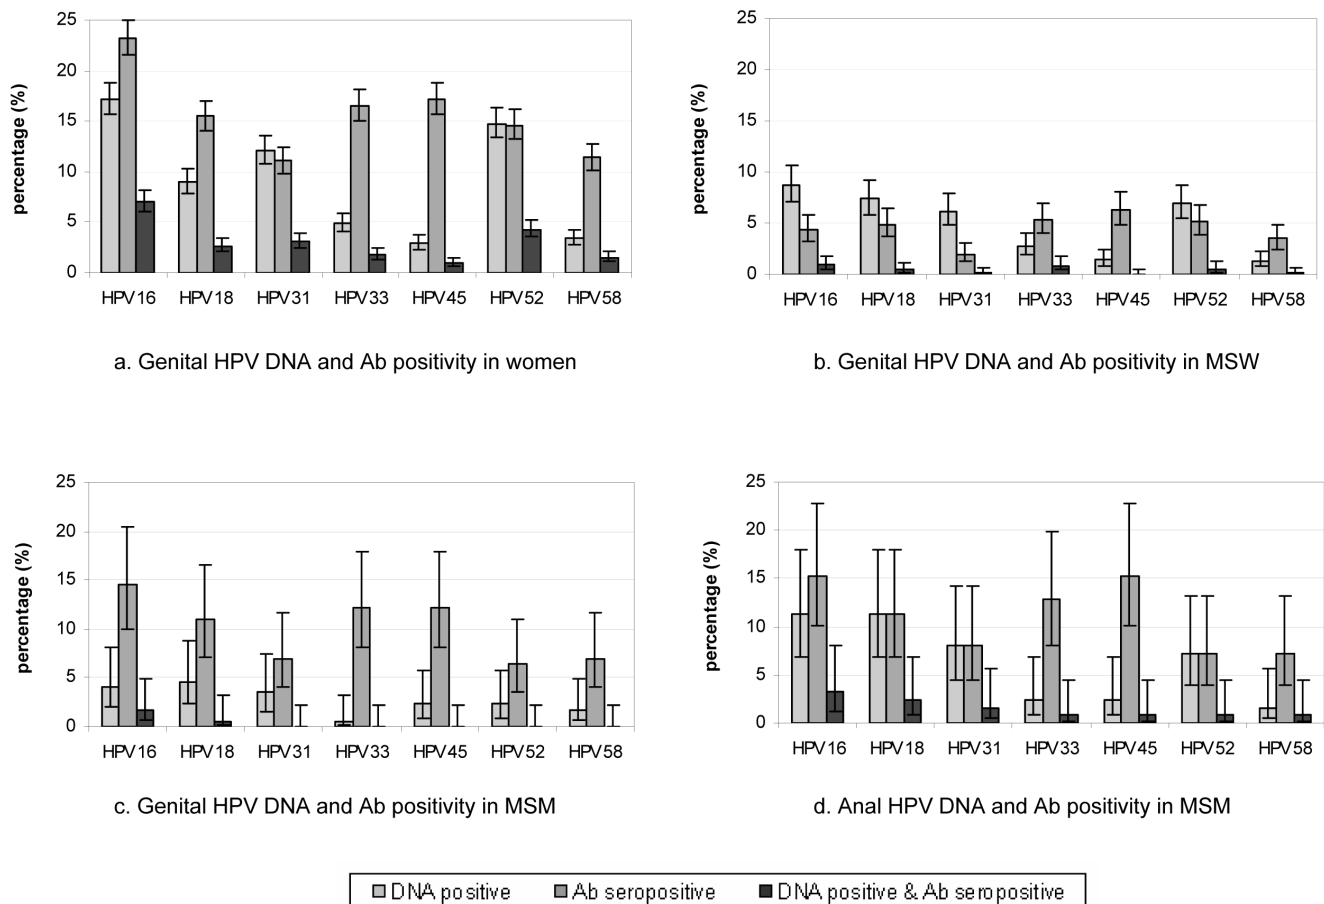 25
20
15
10
5
0
percentage (%)
HPV16 HPV18 HPV31 HPV33 HPV45 HPV52 HPV58
a. Genital HPV DNA and Ab positivity in women
25
20
15
10
5
0
percentage (%)
HPV16 HPV18 HPV31 HPV33 HPV45 HPV52 HPV58
b. Genital HPV DNA and Ab positivity in MSW
25
20
15
10
5
0
percentage (%)
HPV16 HPV18 HPV31 HPV33 HPV45 HPV52 HPV58
c. Genital HPV DNA and Ab positivity in MSM
25
20
15
10
5
0
percentage (%)
HPV16 HPV18 HPV31 HPV33 HPV45 HPV52 HPV58
d. Anal HPV DNA and Ab positivity in MSM
DNA positive Ab seropositive DNA positive & Ab seropositive